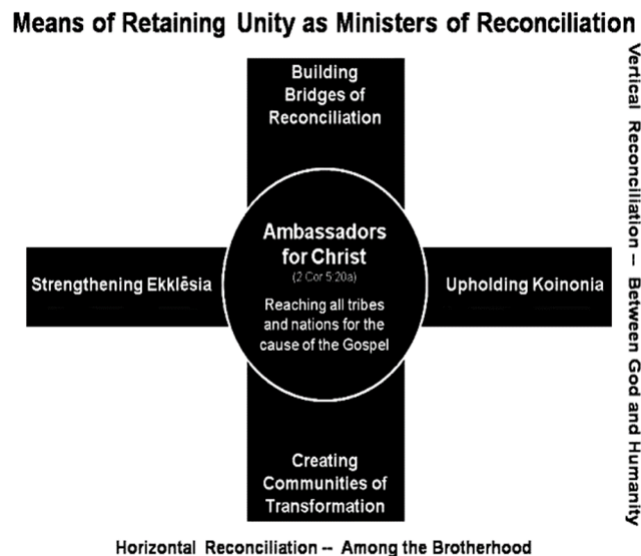 Means of Retaining Unity as Ministers of Reconciliation
Building
Bridges of
Reconciliation
Ambassadors
for Christ
(2 Cor 5:20a)
Reaching all tribes
and nations for the
cause of the Gospel
Strengthening Ekklēsia
Upholding Koinonia
Creating
Communities of
Transformation
Vertical Reconciliation -- Between God and Humanity
Horizontal Reconciliation -- Among the Brotherhood